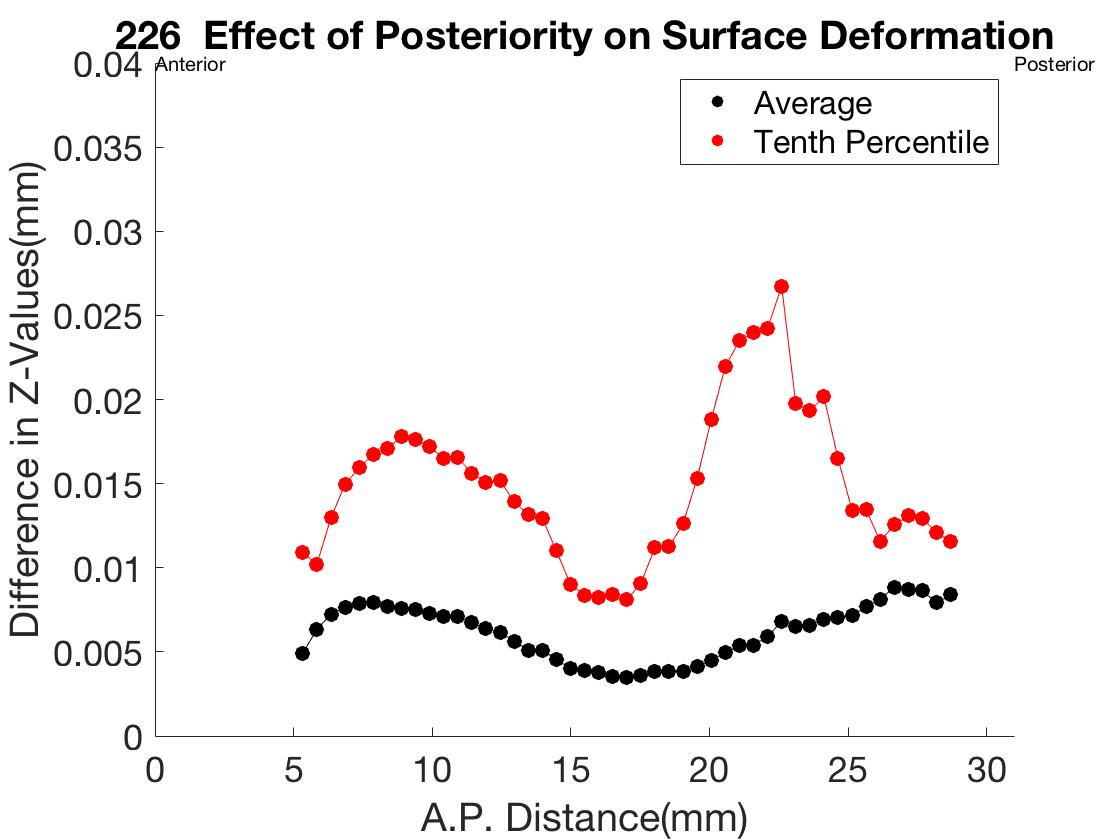 226  Effect of Posteriority on Surface Deformation
Anterior
Posterior
Average
Tenth Percentile
Difference in Z-Values(mm)
0.04
0.035
0.03
0.025
0.02
0.015
0.01
0.005
0
0 5 10 15 20 25 30
A.P. Distance(mm)